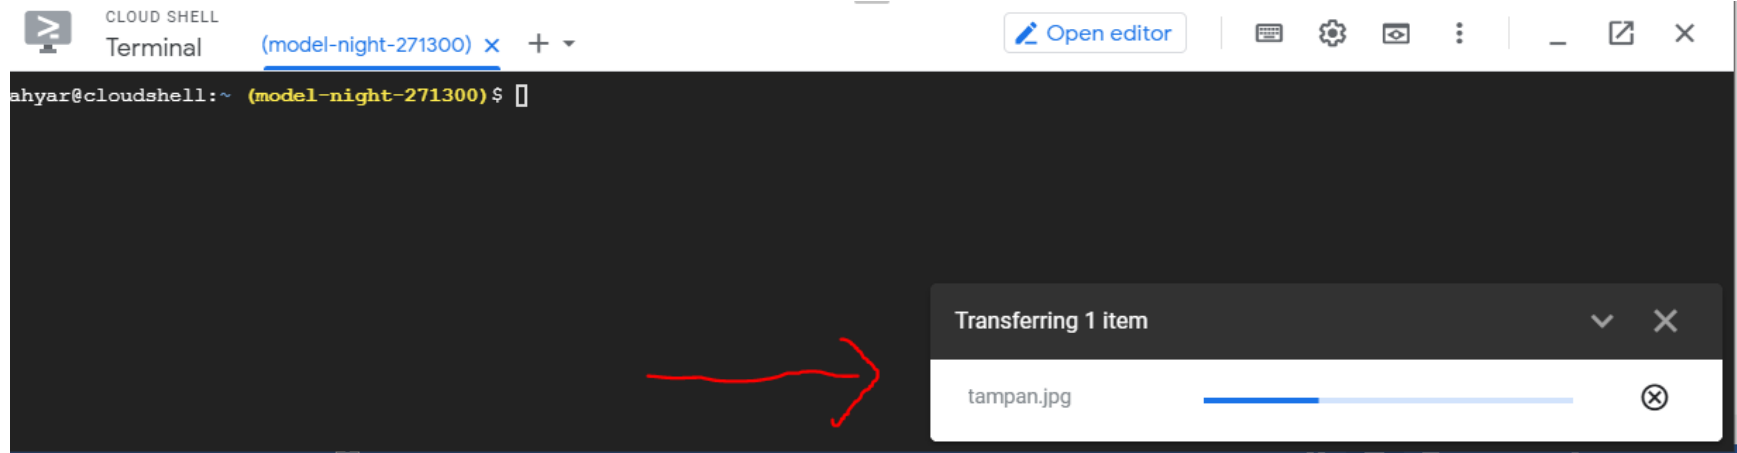 CLOUD SHELL
Terminal
(model-night-271300)
Open editor
ahyar@cloudshell:~ (model-night-271300)$
Transferring 1 item
tampan.jpg